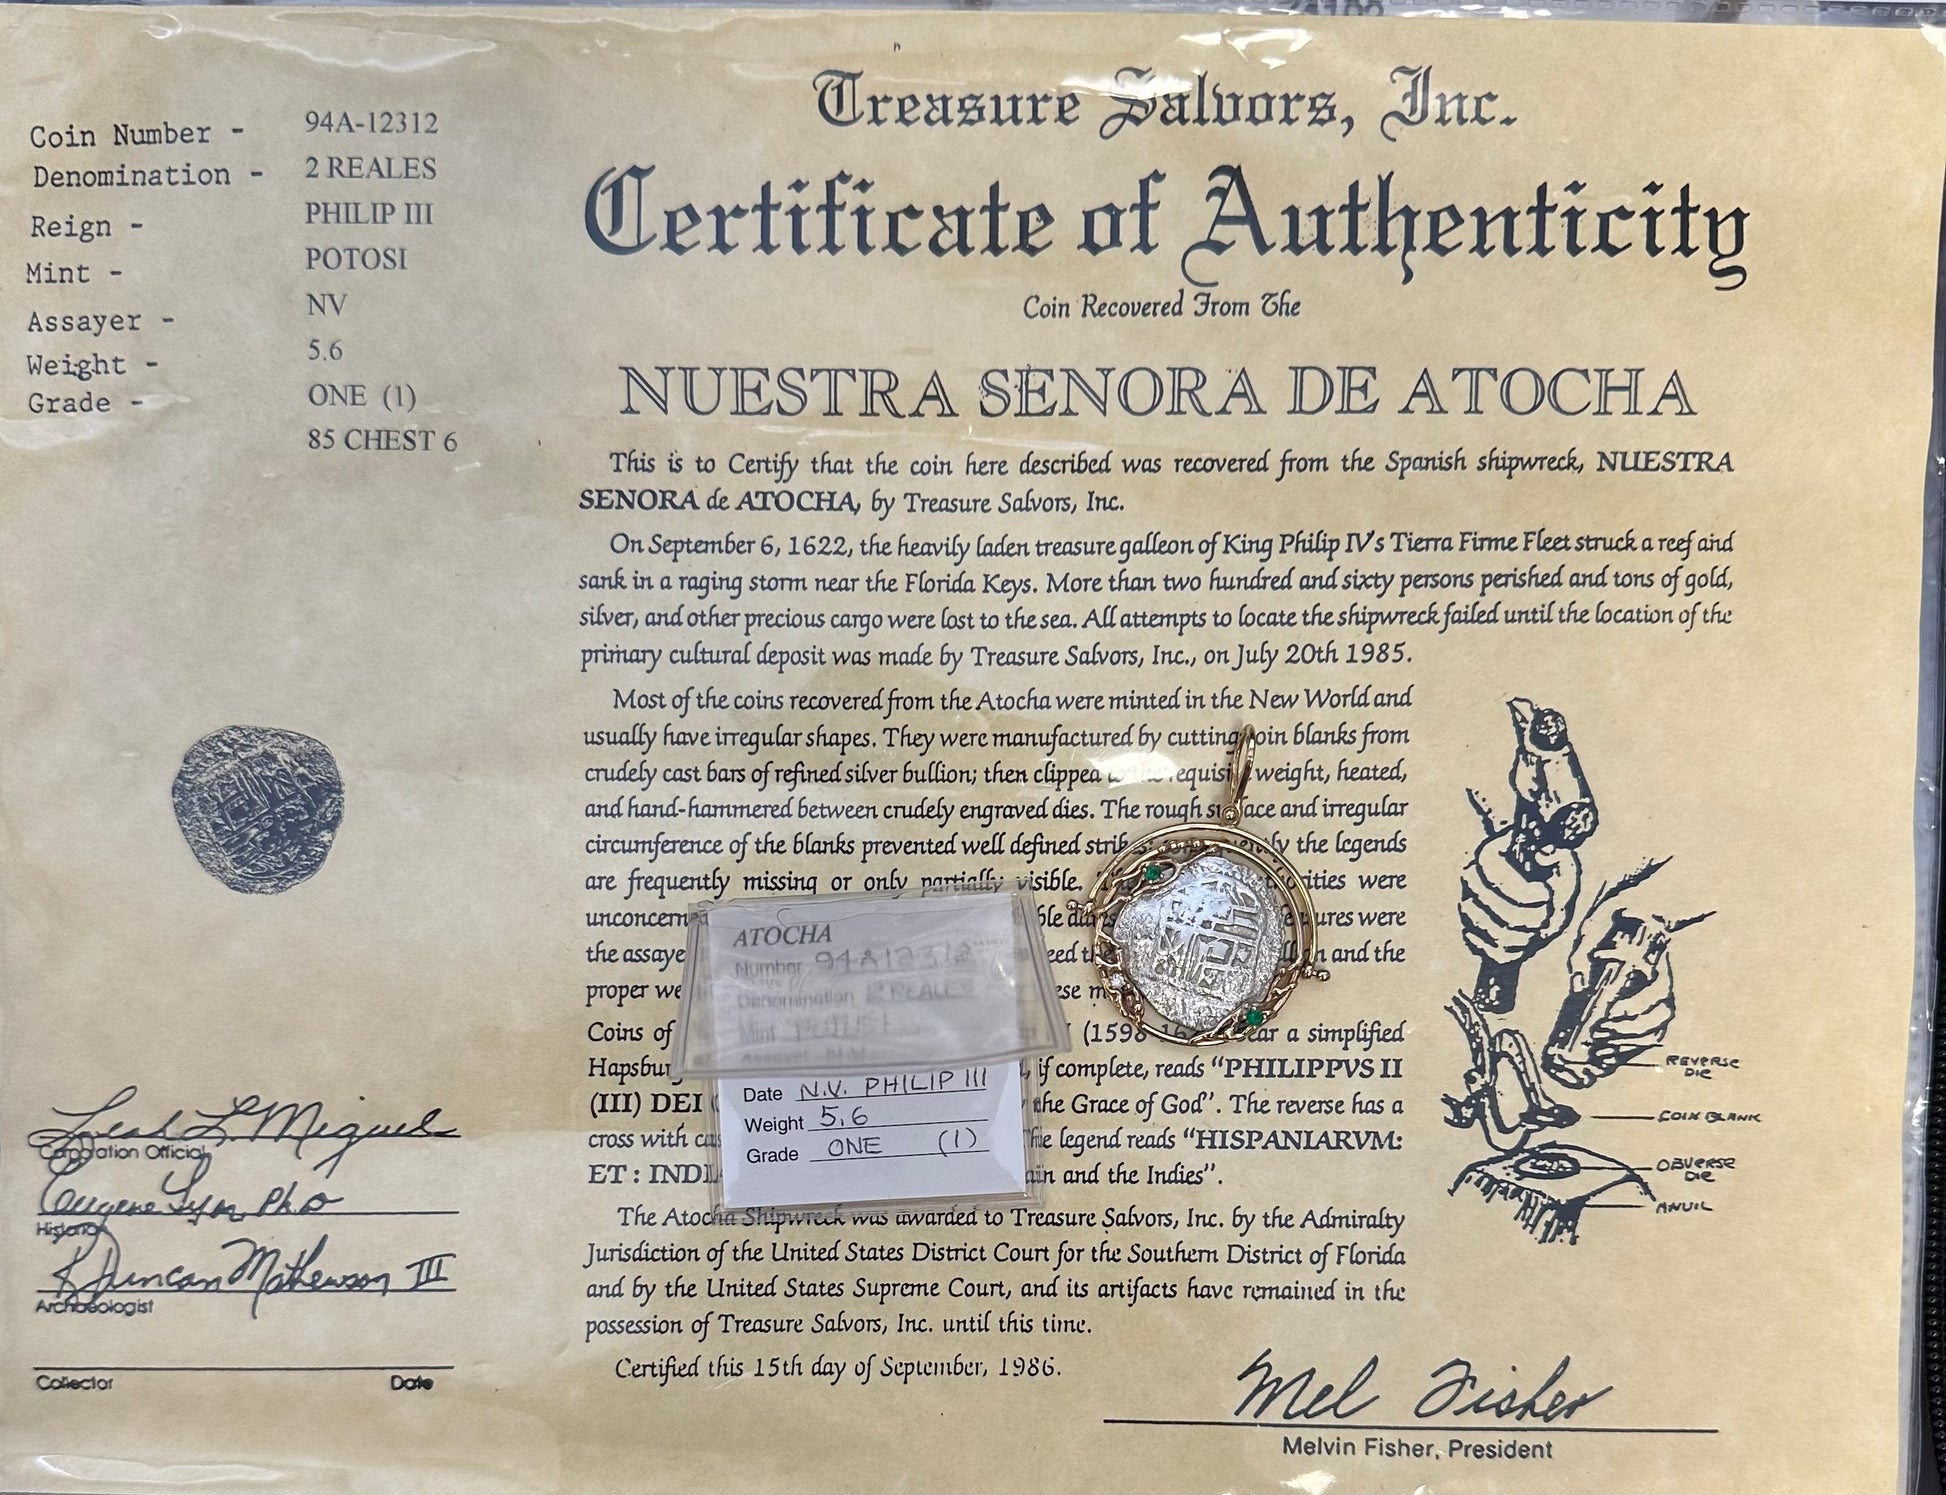 Coin Number - 94A-12312
Denomination - 2 REALES
Reign - PHILIP III
Mint - POTOSI
Assayer - NV
Weight - 5.6
Grade - ONE (1)
85 CHEST 6
Treasure Salvors, Inc.
Certificate of Authenticity
Coin Recovered From The
NUESTRA SENORA DE ATOCHA
This is to Certify that the coin here described was recovered from the Spanish shipwreck, NUESTRA
SENORA de ATOCHA, by Treasure Salvors, Inc.
On September 6, 1622, the heavily laden treasure galleon of King Philip IV's Tierra Firme Fleet struck a reef and
sank in a raging storm near the Florida Keys. More than two hundred and sixty persons perished and tons of gold,
silver, and other precious cargo were lost to the sea. All attempts to locate the shipwreck failed until the location of the
primary cultural deposit was made by Treasure Salvors, Inc., on July 20th 1985.
Most of the coins recovered from the Atocha were minted in the New World and
usually have irregular shapes. They were manufactured by cutting coin blanks from
crudely cast bars of refined silver bullion; then clipped weight, heated,
and hand-hammered between crudely engraved dies. The rough surface and irregular
circumference of the blanks prevented well defined the legends
are frequently missing or only partially visible. were
were
the and the
proper
Coins of (1598 a simplified
if complete, reads "PHILIPPVS II
(III) DEI the Grace of God". The reverse has a
cross with The legend reads "HISPANIARVM:
ET : and the Indies".
The Atocha Shipwreck was awarded to Treasure Salvors, Inc. by the Admiralty
Jurisdiction of the United States District Court for the Southern District of Florida
and by the United States Supreme Court, and its artifacts have remained in the
possession of Treasure Salvors, Inc. until this time.
Certified this 15th day of September, 1986.
ATOCHA
Number 94A12312
Denomination 2 REALES
Mint POTOSI
Date N.V. PHILIP III
Weight 5.6
Grade ONE (1)
REVERSE
DIE
COIN BLANK
OBVERSE
DIE
ANVIL
Leah L. Miguel
Corporation Official
Eugene Lyon PhD
Historian
R Duncan Mathewson III
Archeologist
Collector Date
Mel Fisher
Melvin Fisher, President